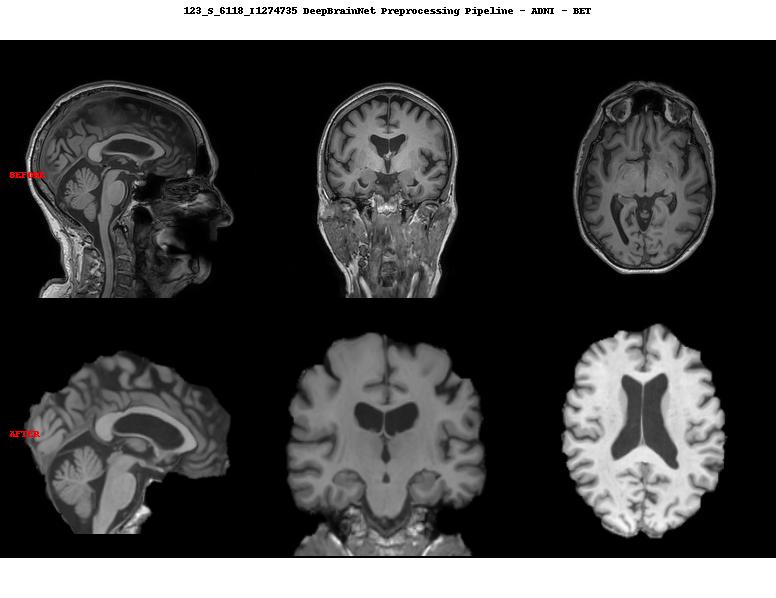 123_S_6118_I1274735 DeepBrainNet Preprocessing Pipeline - ADNI - BET
BEFORE
AFTER